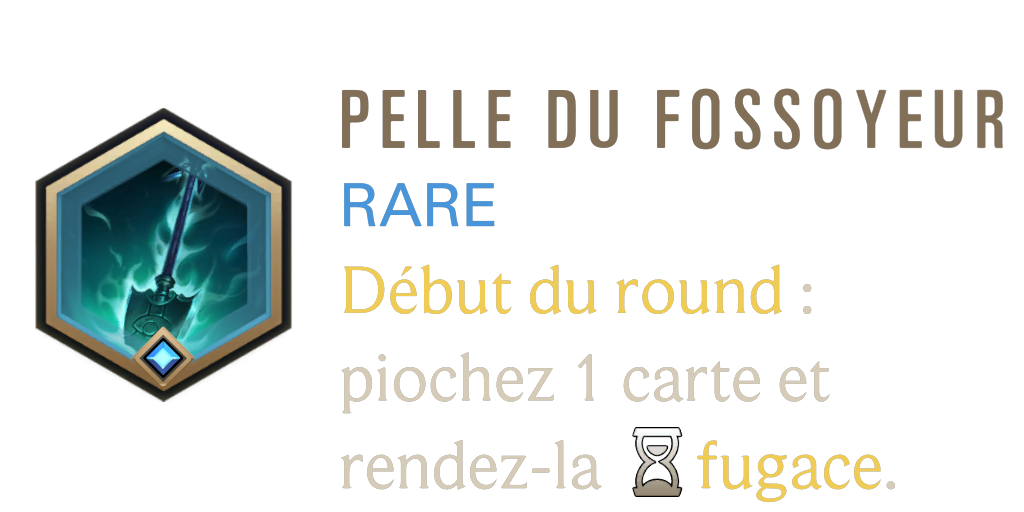 PELLE DU FOSSOYEUR
RARE
Début du round :
piochez 1 carte et
rendez-la fugace.